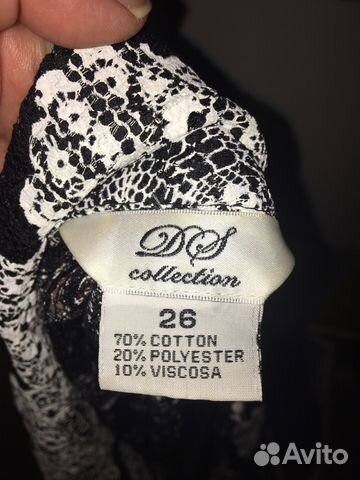 DS
collection
26
70% COTTON
20% POLYESTER
10% VISCOSA
Avito